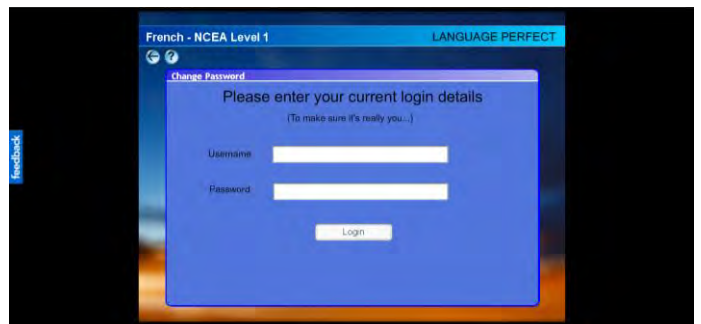 French - NCEA Level 1 LANGUAGE PERFECT
Change Password
Please enter your current login details
(To make sure it's really you...)
Username
Password
Login
feedback